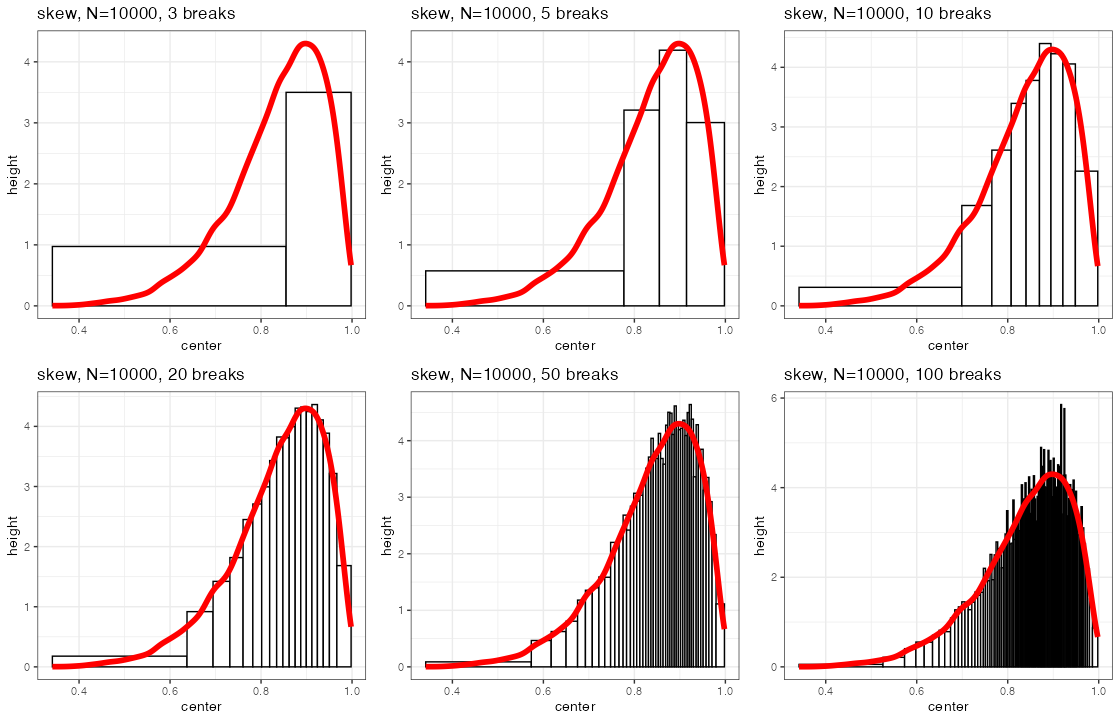 skew, N=10000, 3 breaks
height
4
3
2
1
0
0.4 0.6 0.8 1.0
center
skew, N=10000, 5 breaks
height
4
3
2
1
0
0.4 0.6 0.8 1.0
center
skew, N=10000, 10 breaks
height
4
3
2
1
0
0.4 0.6 0.8 1.0
center
skew, N=10000, 20 breaks
height
4
3
2
1
0
0.4 0.6 0.8 1.0
center
skew, N=10000, 50 breaks
height
4
3
2
1
0
0.4 0.6 0.8 1.0
center
skew, N=10000, 100 breaks
height
6
4
2
0
0.4 0.6 0.8 1.0
center